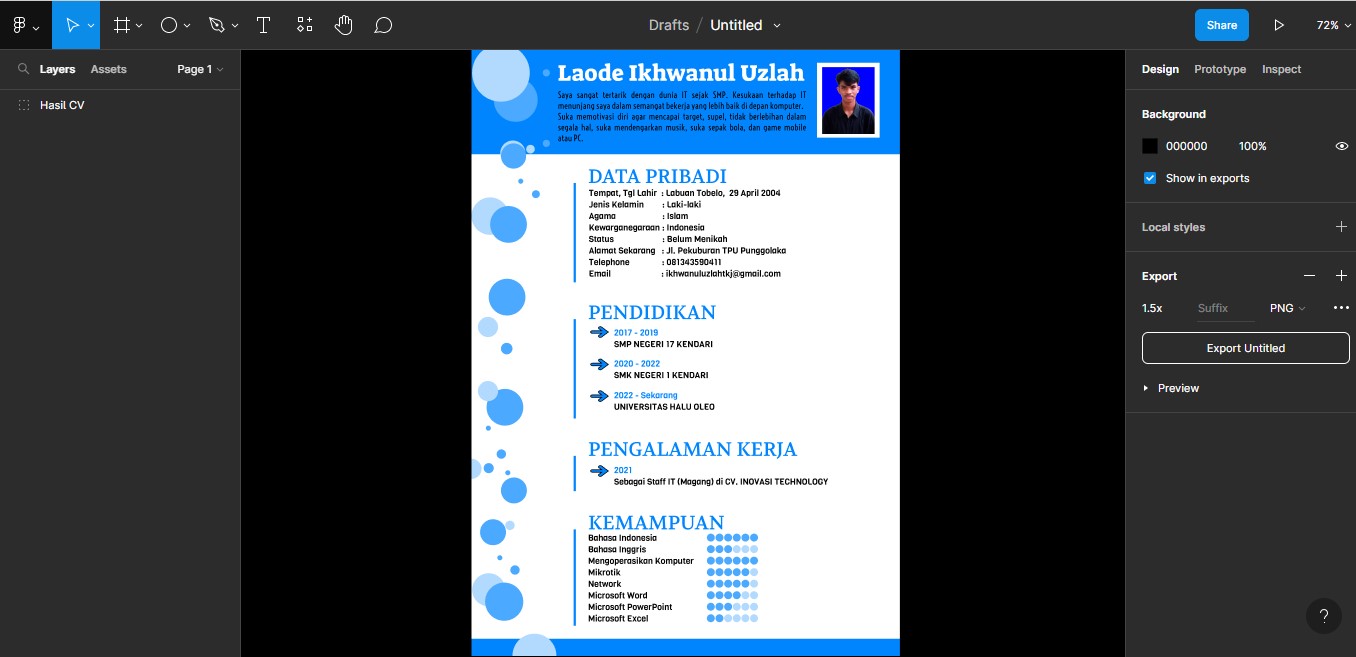 Drafts / Untitled
Share
72%
Layers Assets Page 1
Hasil CV
Laode Ikhwanul Uzlah
Saya sangat tertarik dengan dunia IT sejak SMP. Kesukaan terhadap IT
menunjang saya dalam semangat bekerja yang lebih baik di depan komputer.
Suka memotivasi diri agar mencapai target, supel, tidak berlebihan dalam
segala hal, suka mendengarkan musik, suka sepak bola, dan game mobile
atau PC.
DATA PRIBADI
Tempat, Tgl Lahir : Labuan Tobelo, 29 April 2004
Jenis Kelamin : Laki-laki
Agama : Islam
Kewarganegaraan : Indonesia
Status : Belum Menikah
Alamat Sekarang : Jl. Pekuburan TPU Punggolaka
Telephone : 081343590411
Email : ikhwanuluzlahtkj@gmail.com
PENDIDIKAN
2017 - 2019
SMP NEGERI 17 KENDARI
2020 - 2022
SMK NEGERI 1 KENDARI
2022 - Sekarang
UNIVERSITAS HALU OLEO
PENGALAMAN KERJA
2021
Sebagai Staff IT (Magang) di CV. INOVASI TECHNOLOGY
KEMAMPUAN
Bahasa Indonesia
Bahasa Inggris
Mengoperasikan Komputer
Mikrotik
Network
Microsoft Word
Microsoft PowerPoint
Microsoft Excel
Design Prototype Inspect
Background
000000 100%
Show in exports
Local styles
Export
1.5x Suffix PNG
Export Untitled
Preview
?